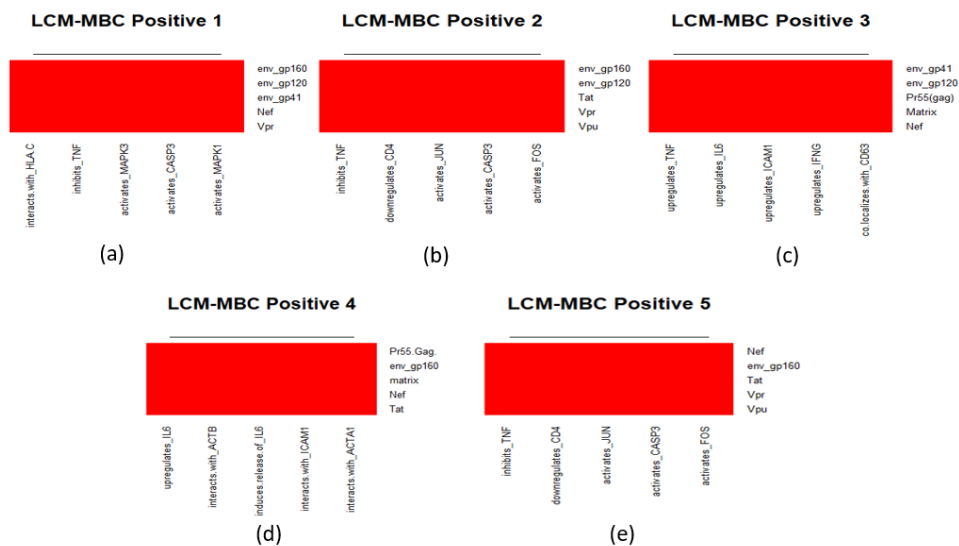 LCM-MBC Positive 1
env_gp160
env_gp120
env_gp41
Nef
Vpr
interacts.with_HLA.C
inhibits_TNF
activates_MAPK3
activates_CASP3
activates_MAPK1
(a)
LCM-MBC Positive 2
env_gp160
env_gp120
Tat
Vpr
Vpu
inhibits_TNF
downregulates_CD4
activates_JUN
activates_CASP3
activates_FOS
(b)
LCM-MBC Positive 3
env_gp41
env_gp120
Pr55(gag)
Matrix
Nef
upregulates_TNF
upregulates_IL6
upregulates_ICAM1
upregulates_IFNG
co.localizes.with_CD63
(c)
LCM-MBC Positive 4
Pr55.Gag.
env_gp160
matrix
Nef
Tat
upregulates_IL6
interacts.with_ACTB
induces.release.of_IL6
interacts.with_ICAM1
interacts.with_ACTA1
(d)
LCM-MBC Positive 5
Nef
env_gp160
Tat
Vpr
Vpu
inhibits_TNF
downregulates_CD4
activates_JUN
activates_CASP3
activates_FOS
(e)